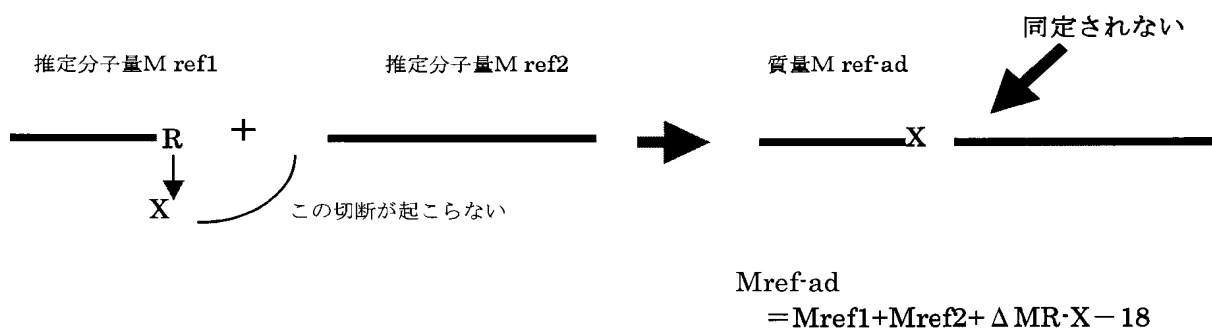 同定されない
推定分子量M ref1
推定分子量M ref2
質量M ref-ad
R
+
X
X
この切断が起こらない
Mref-ad
=Mref1+Mref2+ΔMR-X−18